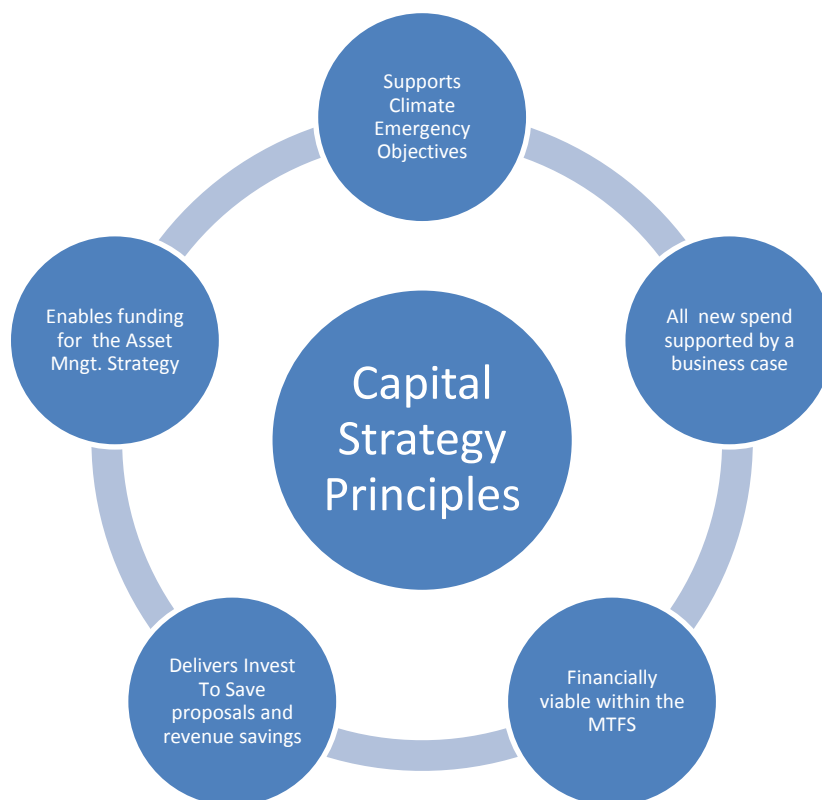 Supports
Climate
Emergency
Objectives
All new spend
supported by a
business case
Financially
viable within the
MTFS
Delivers Invest
To Save
proposals and
revenue savings
Enables funding
for the Asset
Mngt. Strategy
Capital
Strategy
Principles